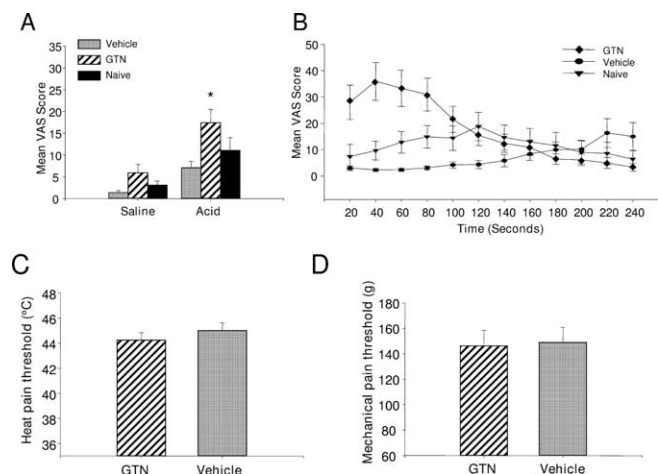 A
Vehicle
GTN
Naive
35
30
25
20
15
10
5
0
Mean VAS Score
*
Saline
Acid
B
50
40
30
20
10
0
Mean VAS Score
GTN
Vehicle
Naive
20 40 60 80 100 120 140 160 180 200 220 240
Time (Seconds)
C
48
46
44
42
40
38
36
Heat pain threshold (°C)
GTN
Vehicle
D
180
160
140
120
100
80
60
Mechanical pain threshold (g)
GTN
Vehicle